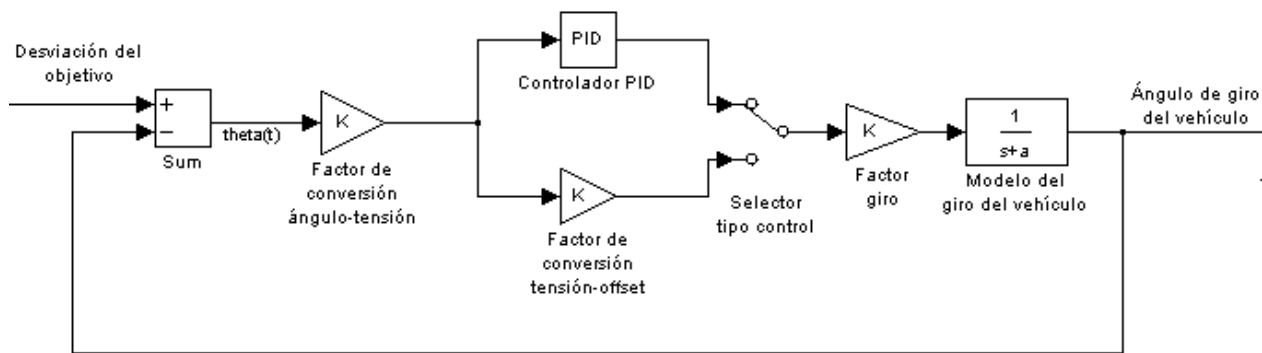 Desviación del
objetivo
+
−
Sum
theta(t)
K
Factor de
conversión
ángulo-tensión
PID
Controlador PID
K
Factor de
conversión
tensión-offset
Selector
tipo control
K
Factor
giro
1
s+a
Modelo del
giro del vehículo
Ángulo de giro
del vehículo